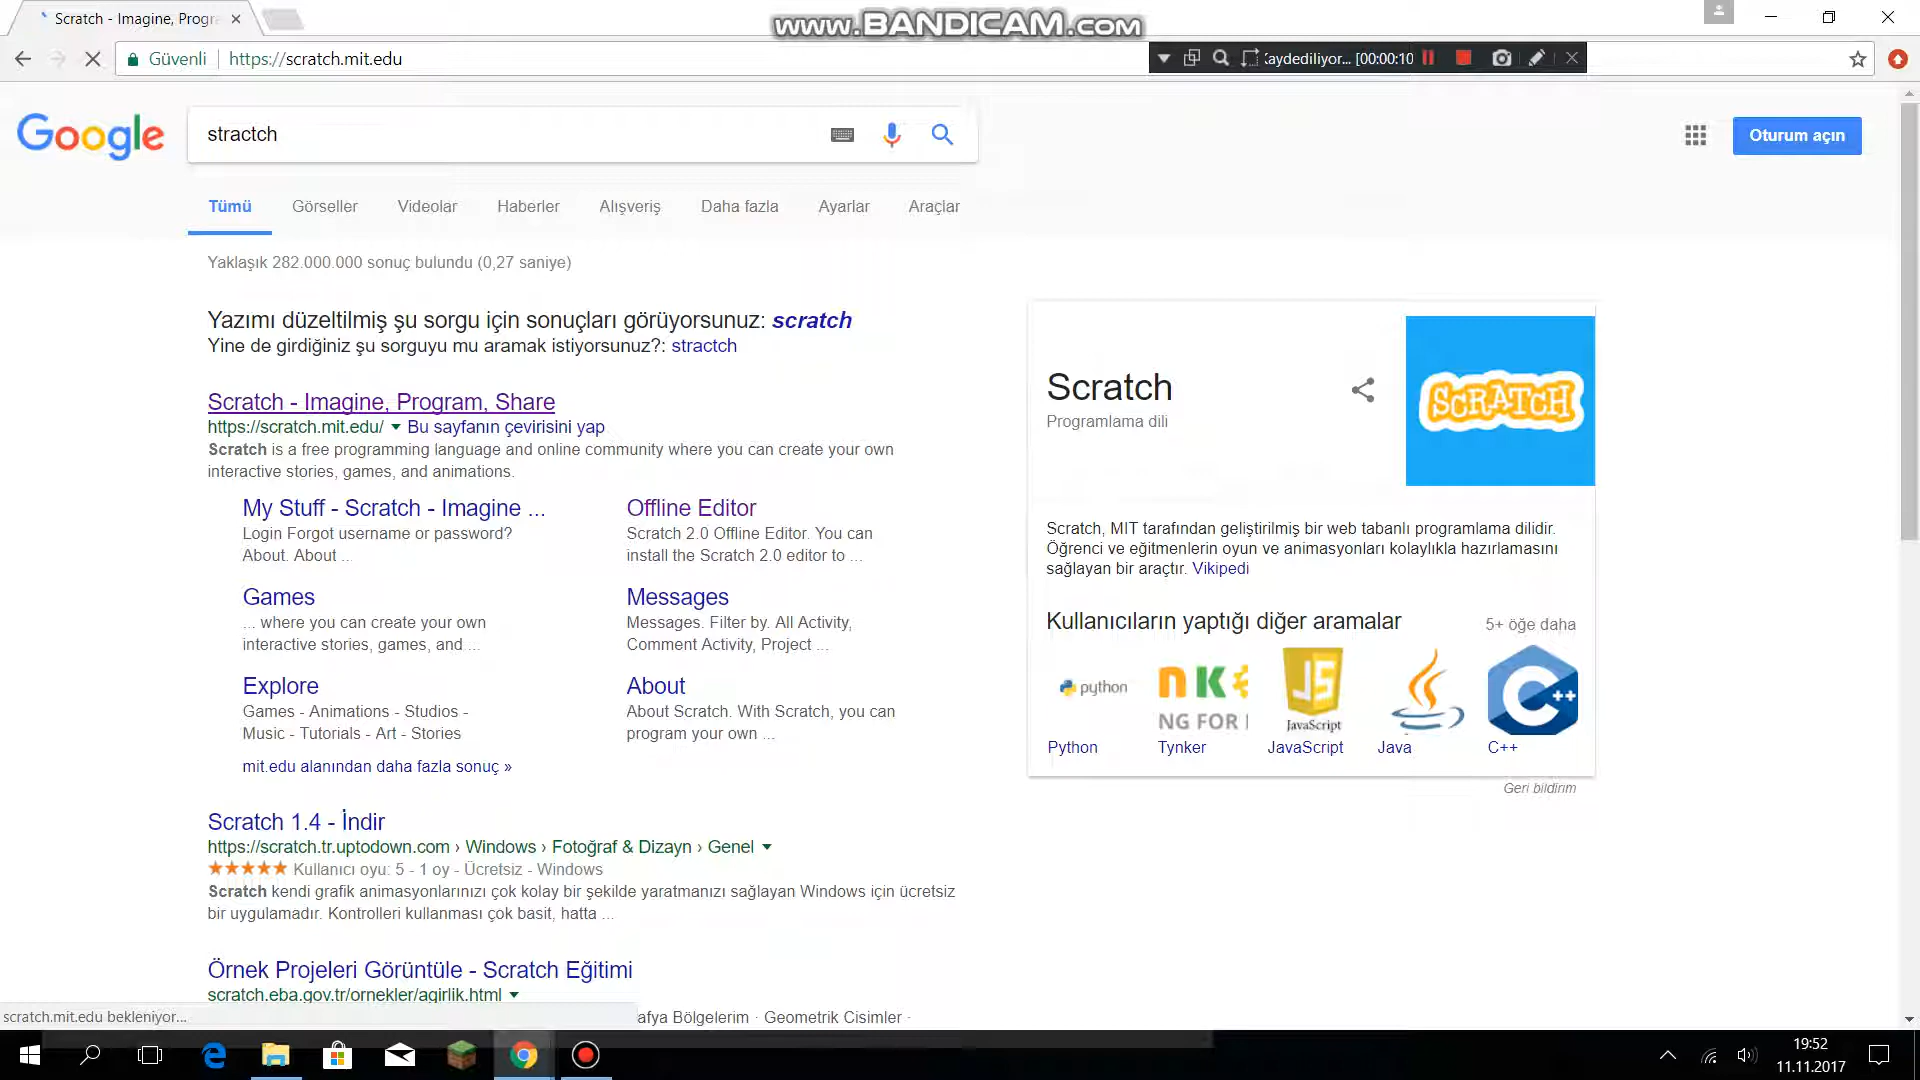 Scratch - Imagine, Progr
www.BANDICAM.com
Güvenli
https://scratch.mit.edu
kaydediliyor... [00:00:10
Google
stractch
Oturum açın
Tümü
Görseller
Videolar
Haberler
Alışveriş
Daha fazla
Ayarlar
Araçlar
Yaklaşık 282.000.000 sonuç bulundu (0,27 saniye)
Yazımı düzeltilmiş şu sorgu için sonuçları görüyorsunuz: scratch
Yine de girdiğiniz şu sorguyu mu aramak istiyorsunuz?: stractch
Scratch - Imagine, Program, Share
https://scratch.mit.edu/ Bu sayfanın çevirisini yap
Scratch is a free programming language and online community where you can create your own
interactive stories, games, and animations.
My Stuff - Scratch - Imagine ...
Login Forgot username or password?
About. About ...
Offline Editor
Scratch 2.0 Offline Editor. You can
install the Scratch 2.0 editor to ...
Games
... where you can create your own
interactive stories, games, and ...
Messages
Messages. Filter by. All Activity,
Comment Activity, Project ...
Explore
Games - Animations - Studios -
Music - Tutorials - Art - Stories
About
About Scratch. With Scratch, you can
program your own ...
mit.edu alanından daha fazla sonuç »
Scratch 1.4 - İndir
https://scratch.tr.uptodown.com › Windows › Fotoğraf & Dizayn › Genel
Kullanıcı oyu: 5 - 1 oy - Ücretsiz - Windows
Scratch kendi grafik animasyonlarınızı çok kolay bir şekilde yaratmanızı sağlayan Windows için ücretsiz
bir uygulamadır. Kontrolleri kullanması çok basit, hatta ...
Örnek Projeleri Görüntüle - Scratch Eğitimi
scratch.eba.gov.tr/ornekler/agirlik.html
afya Bölgelerim · Geometrik Cisimler ·
scratch.mit.edu bekleniyor...
Scratch
Programlama dili
SCRATCH
Scratch, MIT tarafından geliştirilmiş bir web tabanlı programlama dilidir.
Öğrenci ve eğitmenlerin oyun ve animasyonları kolaylıkla hazırlamasını
sağlayan bir araçtır. Vikipedi
Kullanıcıların yaptığı diğer aramalar
5+ öğe daha
python
nk
NG FOR
JS
JavaScript
C++
Python
Tynker
JavaScript
Java
C++
Geri bildirim
19:52
11.11.2017